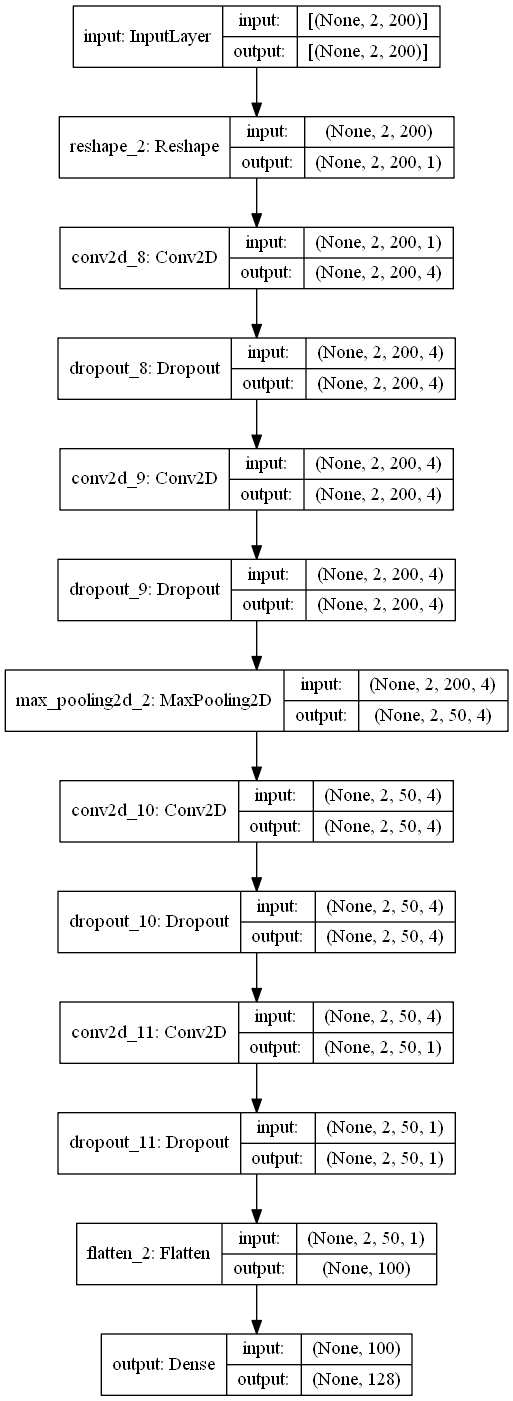 input: InputLayer
input:
[(None, 2, 200)]
output:
[(None, 2, 200)]
reshape_2: Reshape
input:
(None, 2, 200)
output:
(None, 2, 200, 1)
conv2d_8: Conv2D
input:
(None, 2, 200, 1)
output:
(None, 2, 200, 4)
dropout_8: Dropout
input:
(None, 2, 200, 4)
output:
(None, 2, 200, 4)
conv2d_9: Conv2D
input:
(None, 2, 200, 4)
output:
(None, 2, 200, 4)
dropout_9: Dropout
input:
(None, 2, 200, 4)
output:
(None, 2, 200, 4)
max_pooling2d_2: MaxPooling2D
input:
(None, 2, 200, 4)
output:
(None, 2, 50, 4)
conv2d_10: Conv2D
input:
(None, 2, 50, 4)
output:
(None, 2, 50, 4)
dropout_10: Dropout
input:
(None, 2, 50, 4)
output:
(None, 2, 50, 4)
conv2d_11: Conv2D
input:
(None, 2, 50, 4)
output:
(None, 2, 50, 1)
dropout_11: Dropout
input:
(None, 2, 50, 1)
output:
(None, 2, 50, 1)
flatten_2: Flatten
input:
(None, 2, 50, 1)
output:
(None, 100)
output: Dense
input:
(None, 100)
output:
(None, 128)